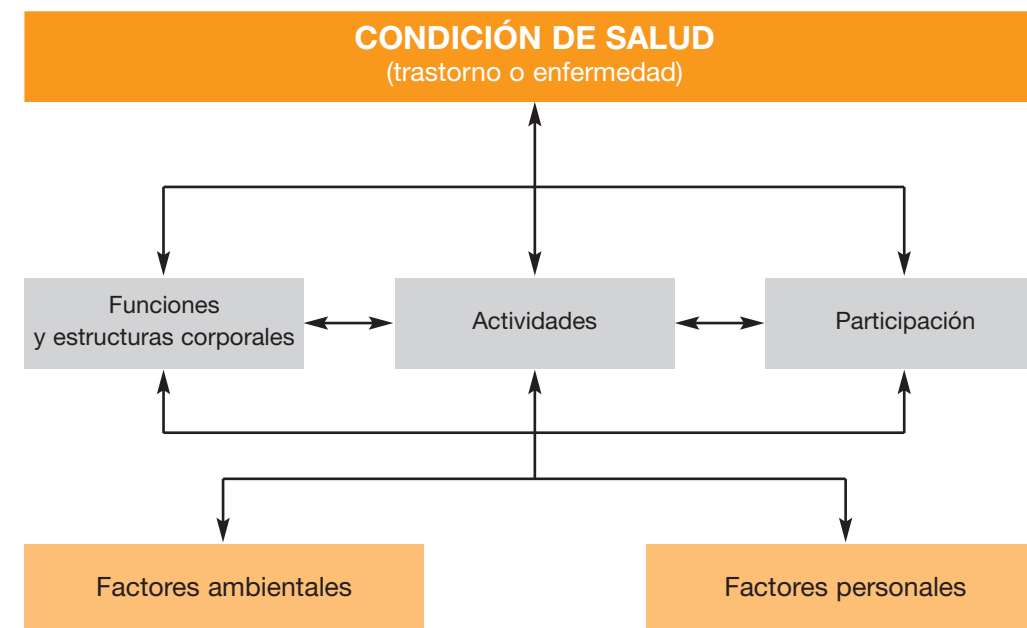 CONDICIÓN DE SALUD
(trastorno o enfermedad)
Funciones
y estructuras corporales
Actividades
Participación
Factores ambientales
Factores personales